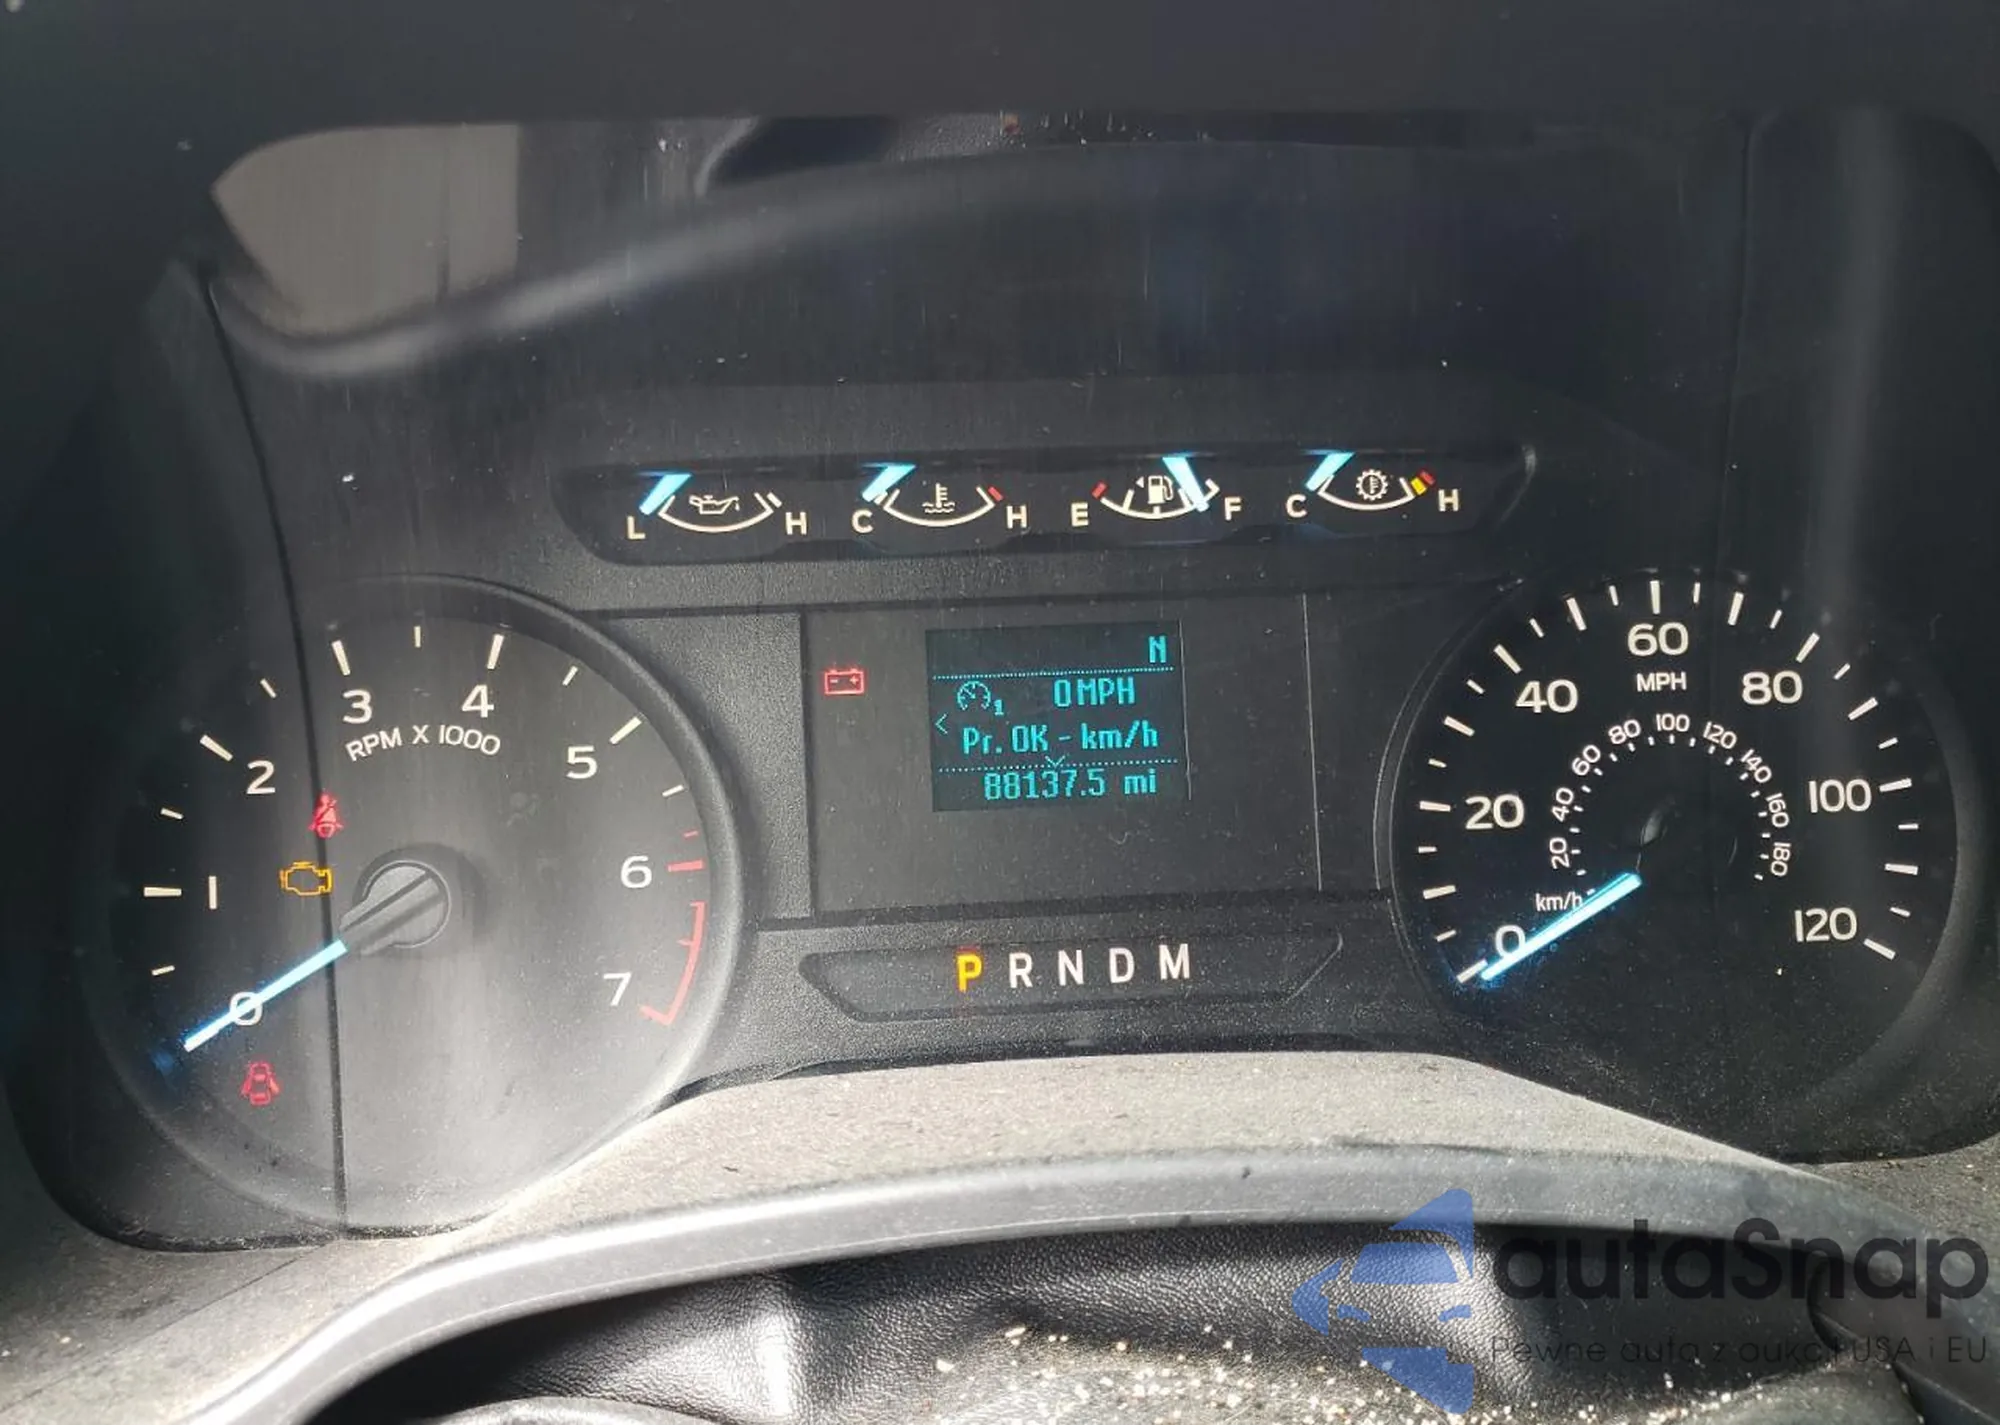 L H C H E F C H
N
0 MPH
Pr. OK - km/h
88137.5 mi
0 1 2 3 4 5 6 7
RPM X 1000
P R N D M
0 20 40 60 80 100 120
MPH
20 40 60 80 100 120 140 160 180
km/h
autaSnap
Pewne auta z aukcji USA i EU